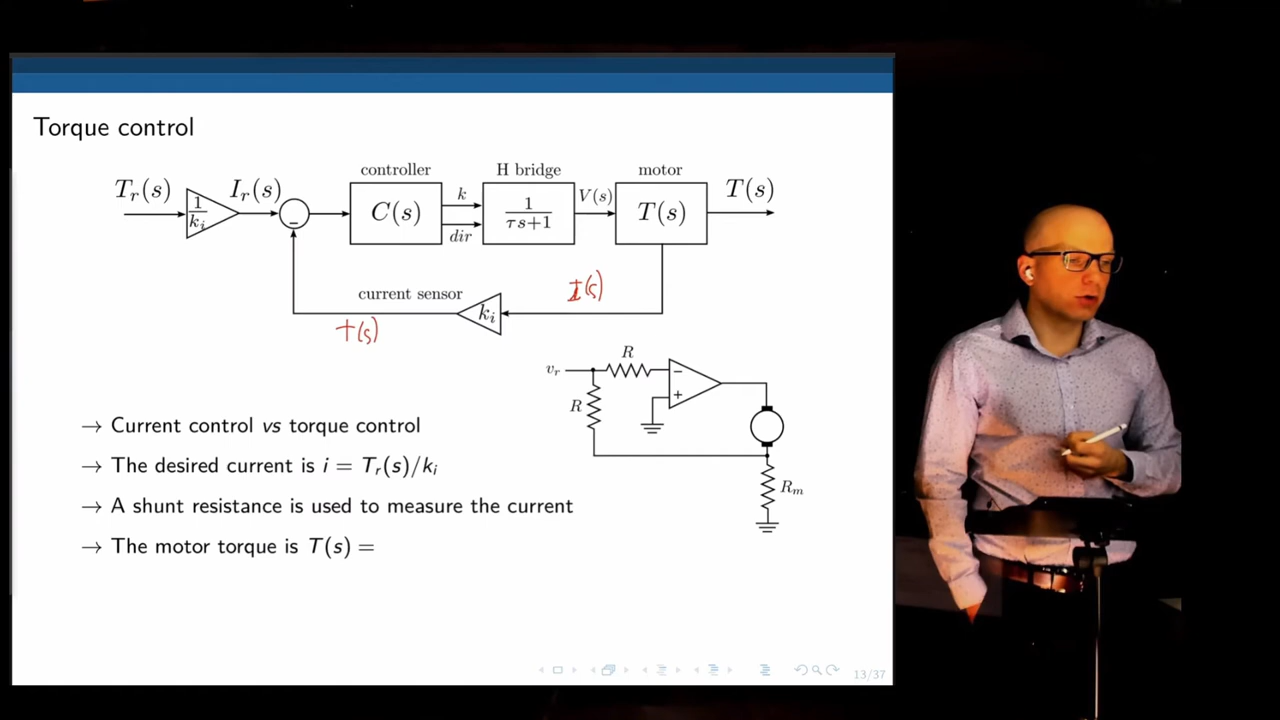 Torque control
controller H bridge motor
T_r(s) 1/k_i I_r(s) − C(s) k dir 1/(τs+1) V(s) T(s) T(s)
current sensor k_i I(s)
T(s)
v_r R − +
R
R_m
→ Current control vs torque control
→ The desired current is i = T_r(s)/k_i
→ A shunt resistance is used to measure the current
→ The motor torque is T(s) =
13/37